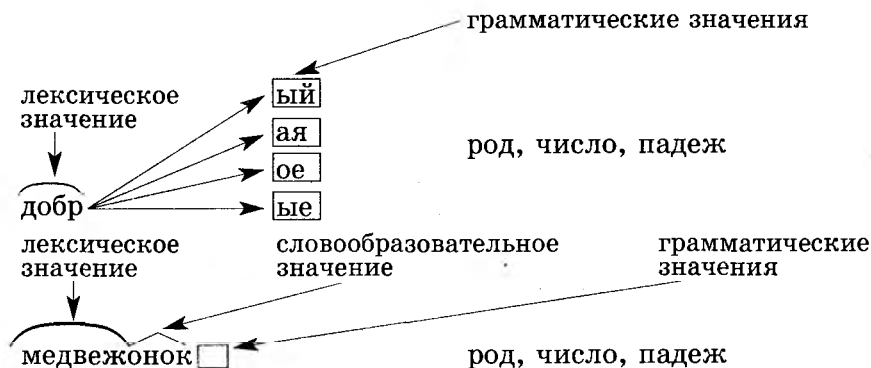 грамматические значения
лексическое
значение
ый
ая
ое
ые
род, число, падеж
добр
лексическое
значение
словообразовательное
значение
грамматические
значения
медвежонок
род, число, падеж